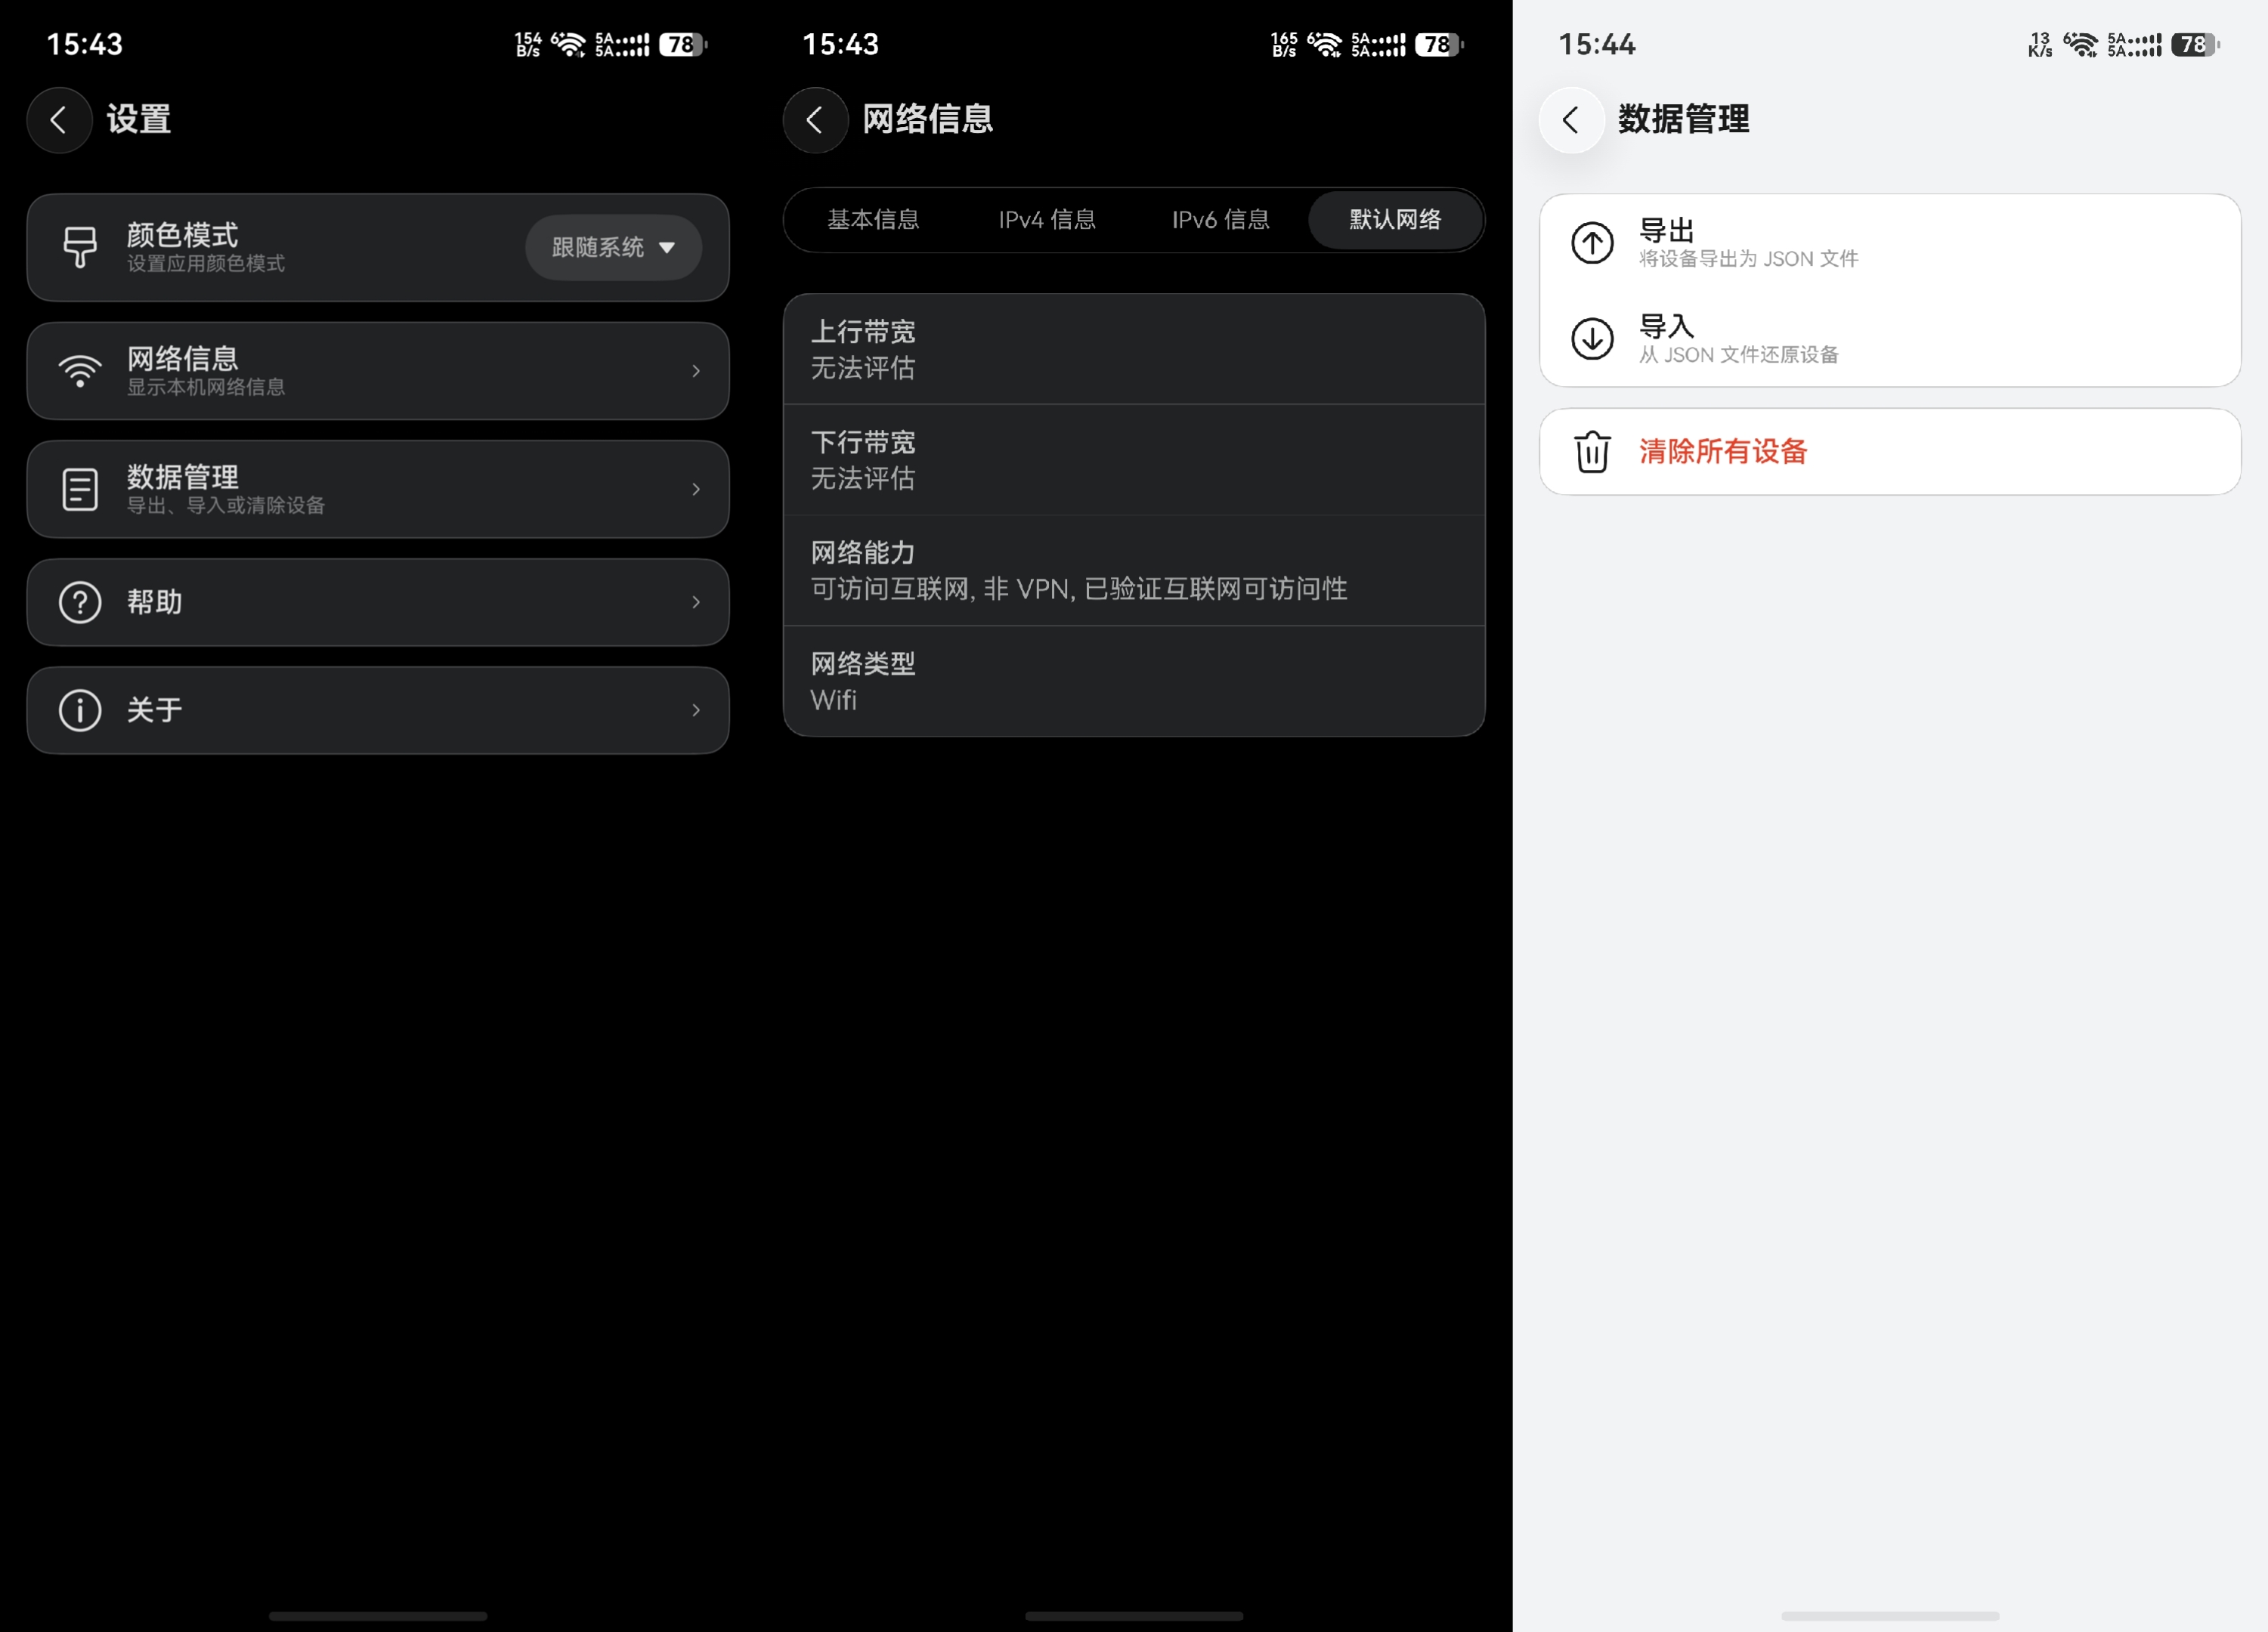 15:43
154 B/s 6 5A 5A 78
设置
颜色模式
设置应用颜色模式
跟随系统
网络信息
显示本机网络信息
数据管理
导出、导入或清除设备
帮助
关于
15:43
165 B/s 6 5A 5A 78
网络信息
基本信息 IPv4 信息 IPv6 信息 默认网络
上行带宽
无法评估
下行带宽
无法评估
网络能力
可访问互联网, 非 VPN, 已验证互联网可访问性
网络类型
Wifi
15:44
13 K/s 6 5A 5A 78
数据管理
导出
将设备导出为 JSON 文件
导入
从 JSON 文件还原设备
清除所有设备